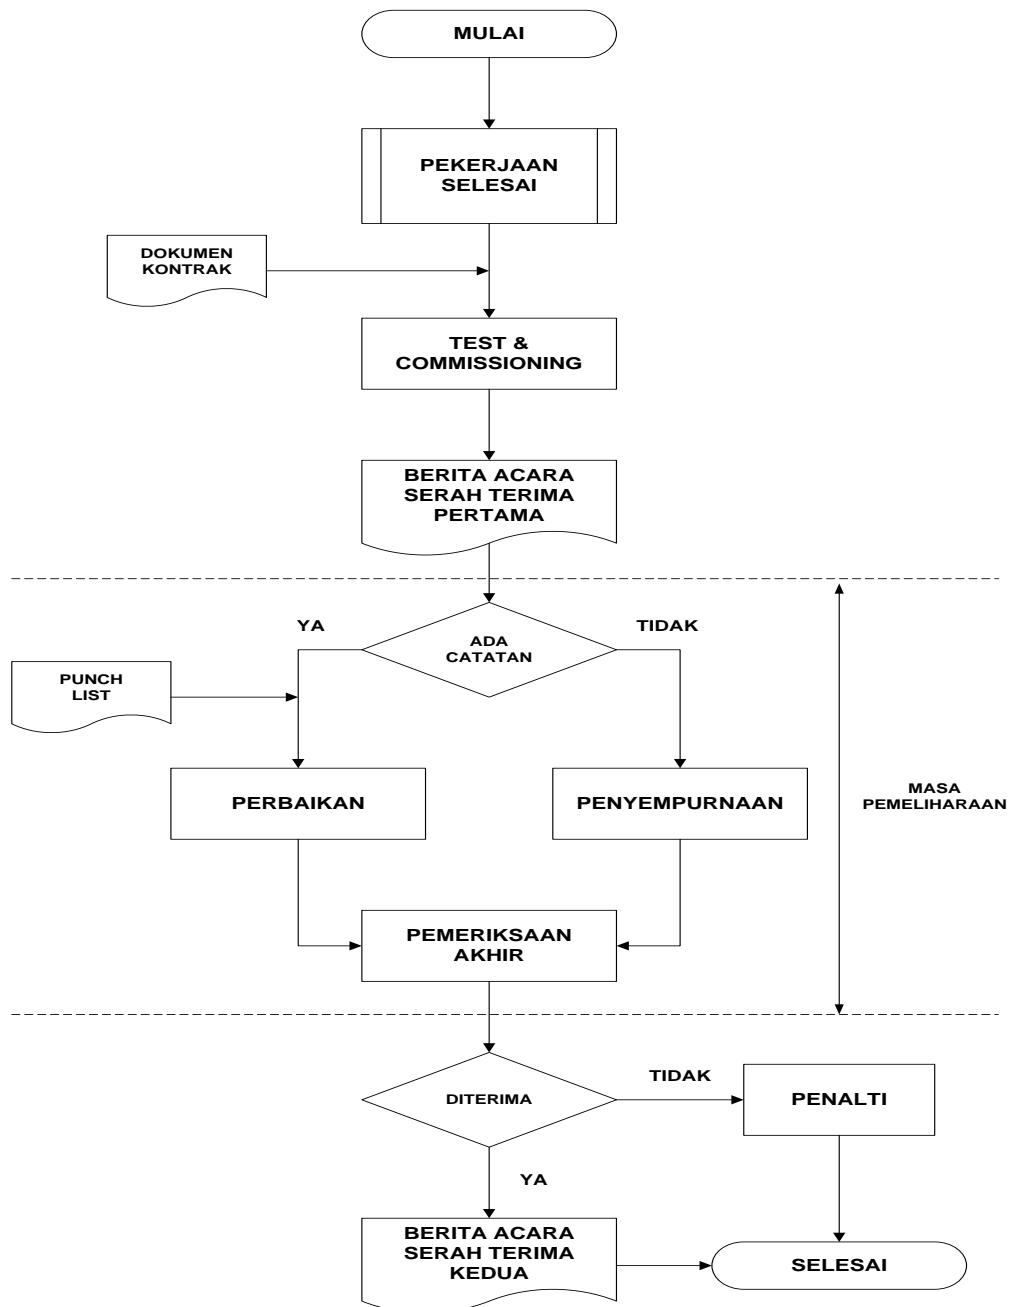 MULAI
PEKERJAAN
SELESAI
DOKUMEN
KONTRAK
TEST &
COMMISSIONING
BERITA ACARA
SERAH TERIMA
PERTAMA
YA
ADA
CATATAN
TIDAK
PUNCH
LIST
PERBAIKAN
PENYEMPURNAAN
MASA
PEMELIHARAAN
PEMERIKSAAN
AKHIR
DITERIMA
TIDAK
PENALTI
YA
BERITA ACARA
SERAH TERIMA
KEDUA
SELESAI